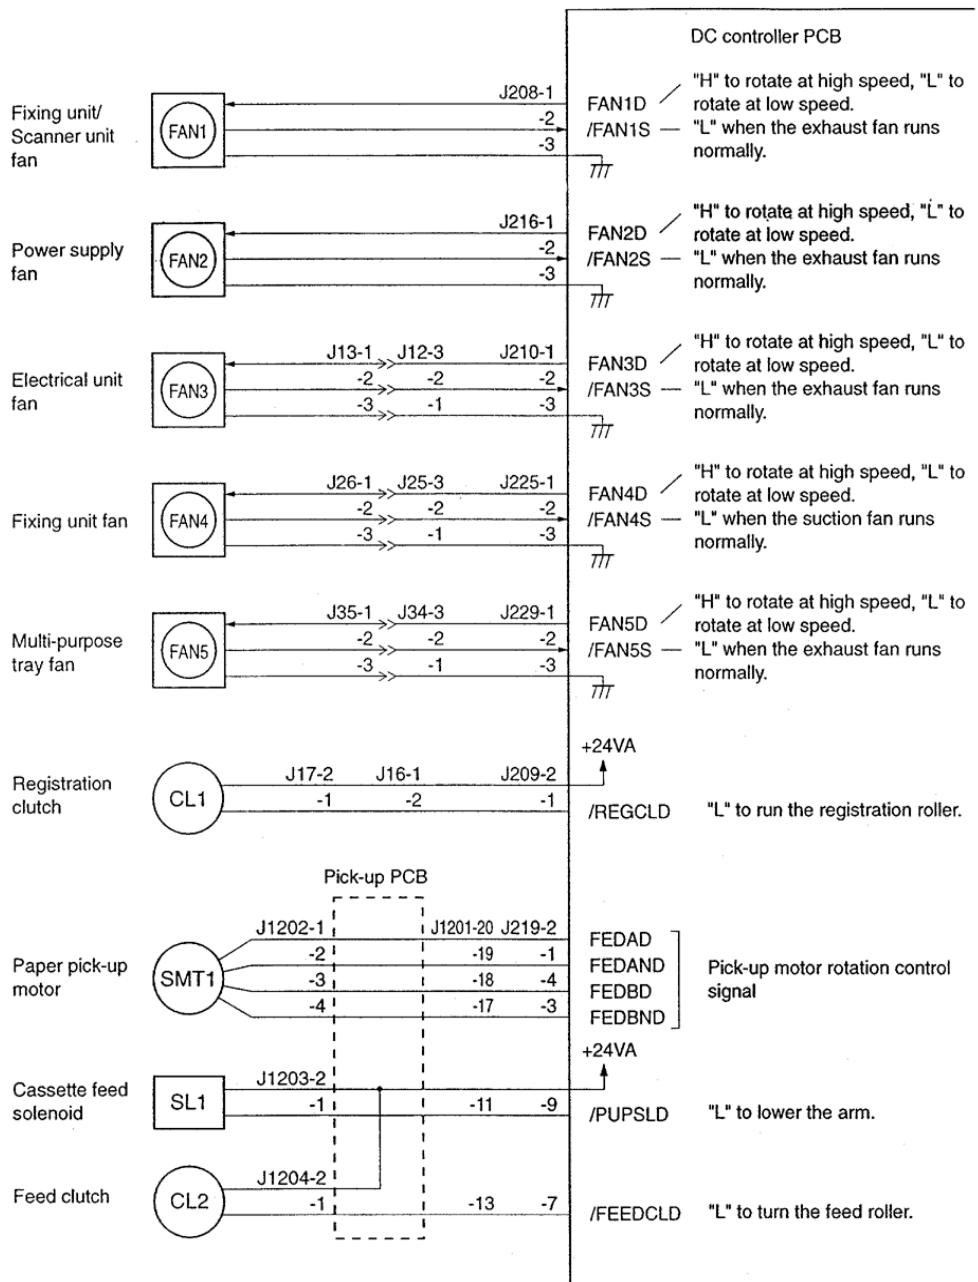 DC controller PCB
Fixing unit/
Scanner unit
fan
FAN1
J208-1
-2
-3
FAN1D
/FAN1S
"H" to rotate at high speed, "L" to
rotate at low speed.
"L" when the exhaust fan runs
normally.
Power supply
fan
FAN2
J216-1
-2
-3
FAN2D
/FAN2S
"H" to rotate at high speed, "L" to
rotate at low speed.
"L" when the exhaust fan runs
normally.
Electrical unit
fan
FAN3
J13-1 J12-3 J210-1
-2 -2 -2
-3 -1 -3
FAN3D
/FAN3S
"H" to rotate at high speed, "L" to
rotate at low speed.
"L" when the exhaust fan runs
normally.
Fixing unit fan
FAN4
J26-1 J25-3 J225-1
-2 -2 -2
-3 -1 -3
FAN4D
/FAN4S
"H" to rotate at high speed, "L" to
rotate at low speed.
"L" when the suction fan runs
normally.
Multi-purpose
tray fan
FAN5
J35-1 J34-3 J229-1
-2 -2 -2
-3 -1 -3
FAN5D
/FAN5S
"H" to rotate at high speed, "L" to
rotate at low speed.
"L" when the exhaust fan runs
normally.
+24VA
Registration
clutch
CL1
J17-2 J16-1 J209-2
-1 -2 -1
/REGCLD
"L" to run the registration roller.
Pick-up PCB
Paper pick-up
motor
SMT1
J1202-1 J1201-20 J219-2
-2 -19 -1
-3 -18 -4
-4 -17 -3
FEDAD
FEDAND
FEDBD
FEDBND
Pick-up motor rotation control
signal
+24VA
Cassette feed
solenoid
SL1
J1203-2
-1 -11 -9
/PUPSLD
"L" to lower the arm.
Feed clutch
CL2
J1204-2
-1 -13 -7
/FEEDCLD
"L" to turn the feed roller.